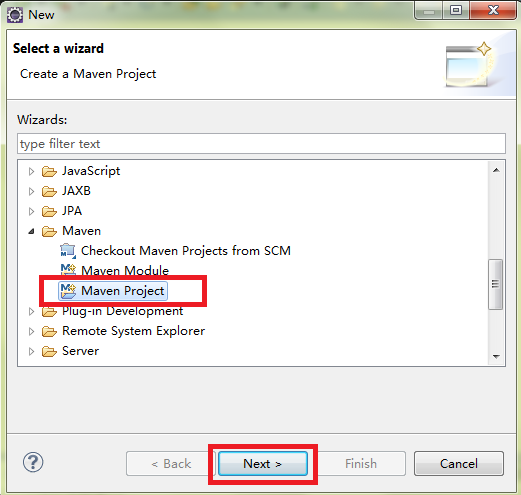 New
Select a wizard
Create a Maven Project
Wizards:
type filter text
JavaScript
JAXB
JPA
Maven
Checkout Maven Projects from SCM
Maven Module
Maven Project
Plug-in Development
Remote System Explorer
Server
?
< Back
Next >
Finish
Cancel